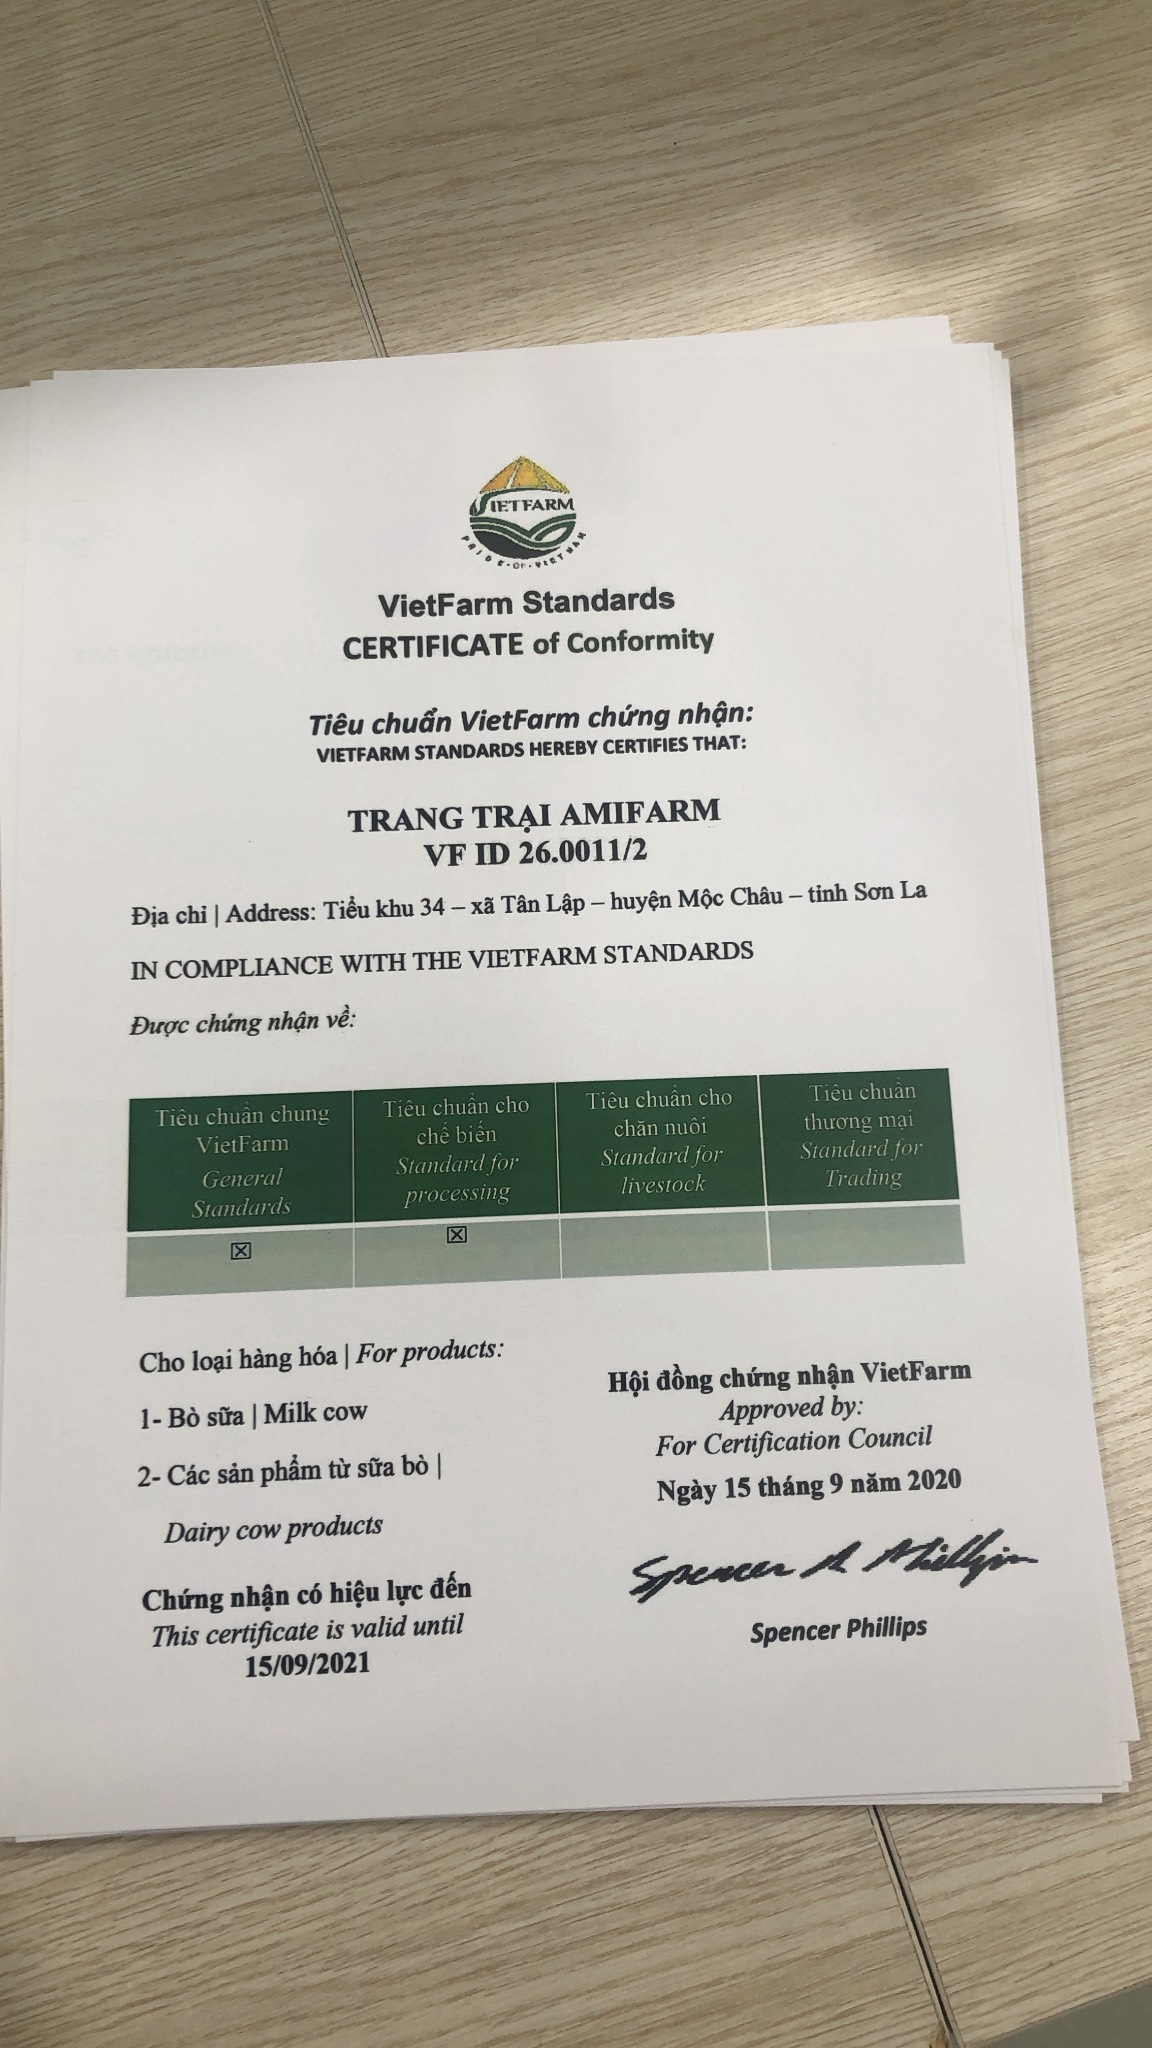 VIETFARM
PRIDE-OF-VIETNAM
VietFarm Standards
CERTIFICATE of Conformity
Tiêu chuẩn VietFarm chứng nhận:
VIETFARM STANDARDS HEREBY CERTIFIES THAT:
TRANG TRẠI AMIFARM
VF ID 26.0011/2
Địa chỉ | Address: Tiểu khu 34 – xã Tân Lập – huyện Mộc Châu – tỉnh Sơn La
IN COMPLIANCE WITH THE VIETFARM STANDARDS
Được chứng nhận về:
Tiêu chuẩn chung
VietFarm
General
Standards
Tiêu chuẩn cho
chế biến
Standard for
processing
Tiêu chuẩn cho
chăn nuôi
Standard for
livestock
Tiêu chuẩn
thương mại
Standard for
Trading
☒ ☒
Cho loại hàng hóa | For products:
1- Bò sữa | Milk cow
2- Các sản phẩm từ sữa bò |
Dairy cow products
Chứng nhận có hiệu lực đến
This certificate is valid until
15/09/2021
Hội đồng chứng nhận VietFarm
Approved by:
For Certification Council
Ngày 15 tháng 9 năm 2020
Spencer A Phillips
Spencer Phillips